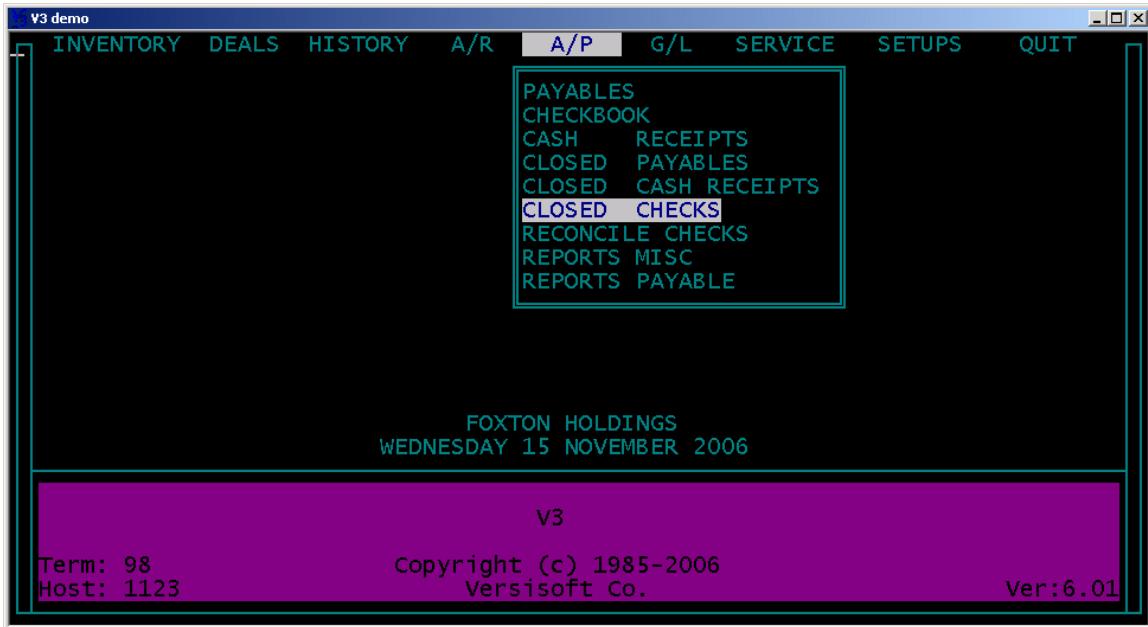 V3 demo
INVENTORY DEALS HISTORY A/R A/P G/L SERVICE SETUPS QUIT
PAYABLES
CHECKBOOK
CASH RECEIPTS
CLOSED PAYABLES
CLOSED CASH RECEIPTS
CLOSED CHECKS
RECONCILE CHECKS
REPORTS MISC
REPORTS PAYABLE
FOXTON HOLDINGS
WEDNESDAY 15 NOVEMBER 2006
V3
Term: 98 Copyright (c) 1985-2006
Host: 1123 Versisoft Co. Ver:6.01